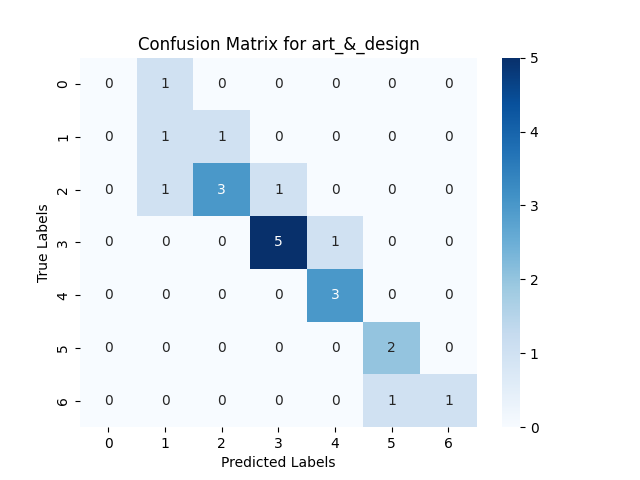 Confusion Matrix for art_&_design
0 0 1 0 0 0 0 0
1 0 1 1 0 0 0 0
2 0 1 3 1 0 0 0
3 0 0 0 5 1 0 0
4 0 0 0 0 3 0 0
5 0 0 0 0 0 2 0
6 0 0 0 0 0 1 1
0 1 2 3 4 5 6
True Labels
Predicted Labels
5
4
3
2
1
0